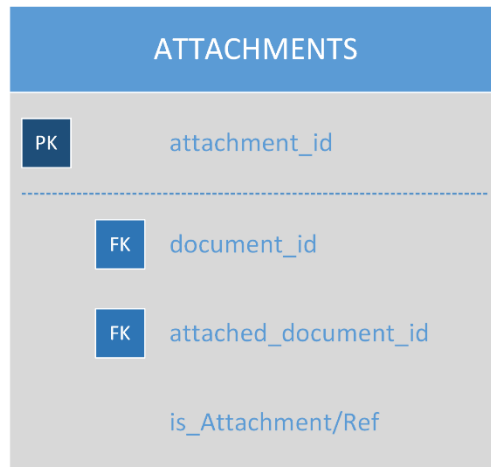 ATTACHMENTS
PK attachment_id
FK document_id
FK attached_document_id
is_Attachment/Ref